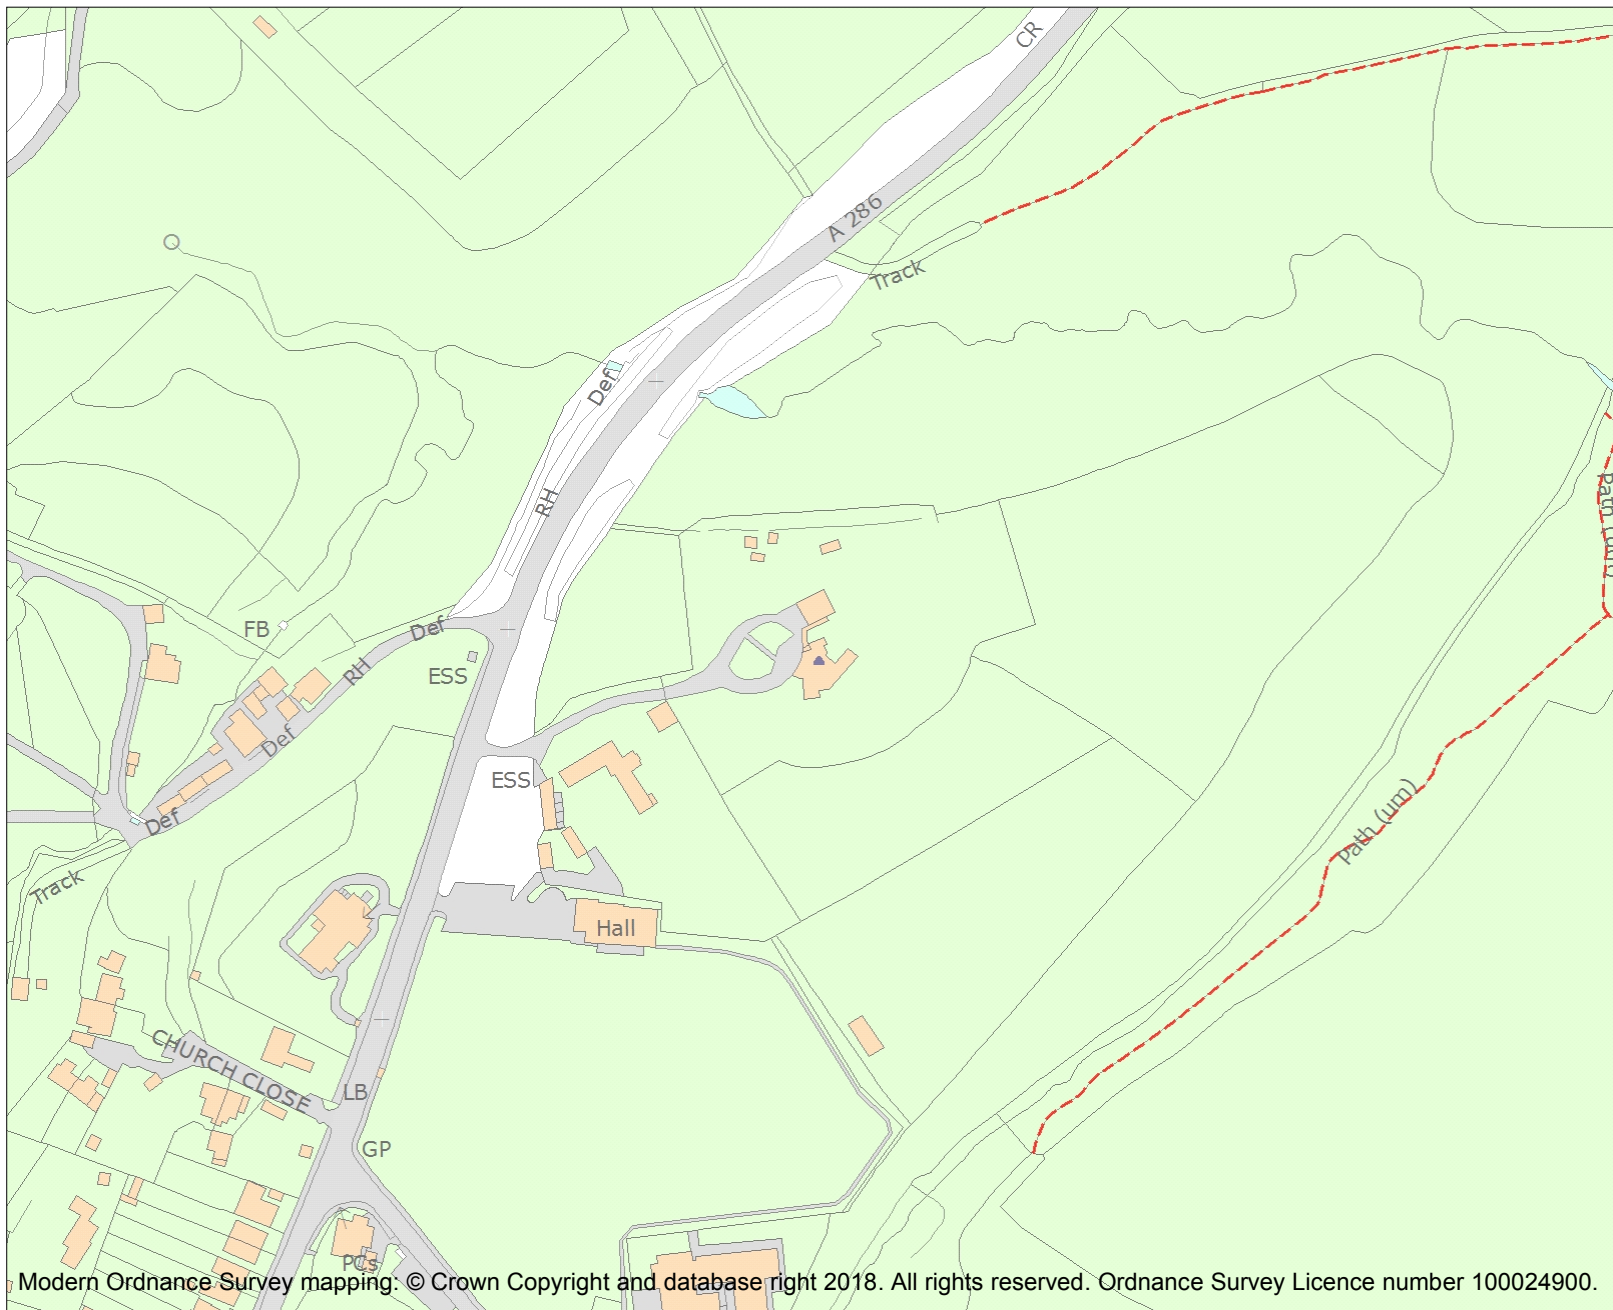 CR
A 286
Track
Def
RH
Path (um)
FB
Def
ESS
RH
Def
ESS
Path (um)
Def
Track
Hall
CHURCH CLOSE
LB
GP
PCs
Modern Ordnance Survey mapping: © Crown Copyright and database right 2018. All rights reserved. Ordnance Survey Licence number 100024900.